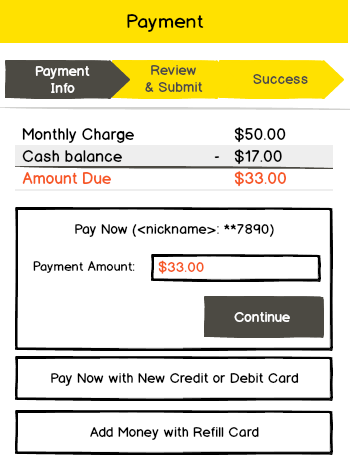 Payment
Payment
Info
Review
& Submit
Success
Monthly Charge $50.00
Cash balance - $17.00
Amount Due $33.00
Pay Now (<nickname>: **7890)
Payment Amount: $33.00
Continue
Pay Now with New Credit or Debit Card
Add Money with Refill Card